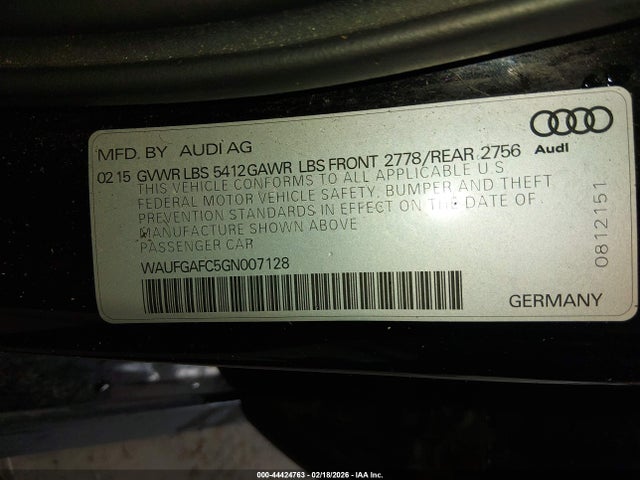 MFD. BY AUDI AG
Audi
02 15 GVWR LBS 5412 GAWR LBS FRONT 2778/REAR 2756
THIS VEHICLE CONFORMS TO ALL APPLICABLE U.S
FEDERAL MOTOR VEHICLE SAFETY, BUMPER AND THEFT
PREVENTION STANDARDS IN EFFECT ON THE DATE OF
MANUFACTURE SHOWN ABOVE
PASSENGER CAR
WAUFGAFC5GN007128
GERMANY
0812151
000-44424763 - 02/18/2026 - IAA Inc.